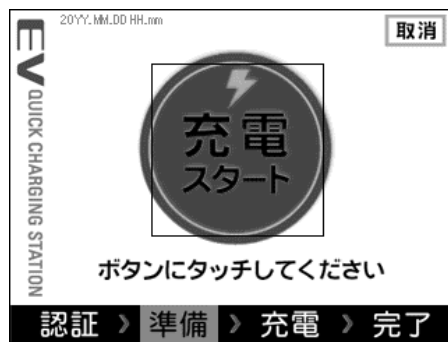 20YY.MM.DD HH.mm
取消
EV QUICK CHARGING STATION
充電
スタート
ボタンにタッチしてください
認証 》 準備 》 充電 》 完了